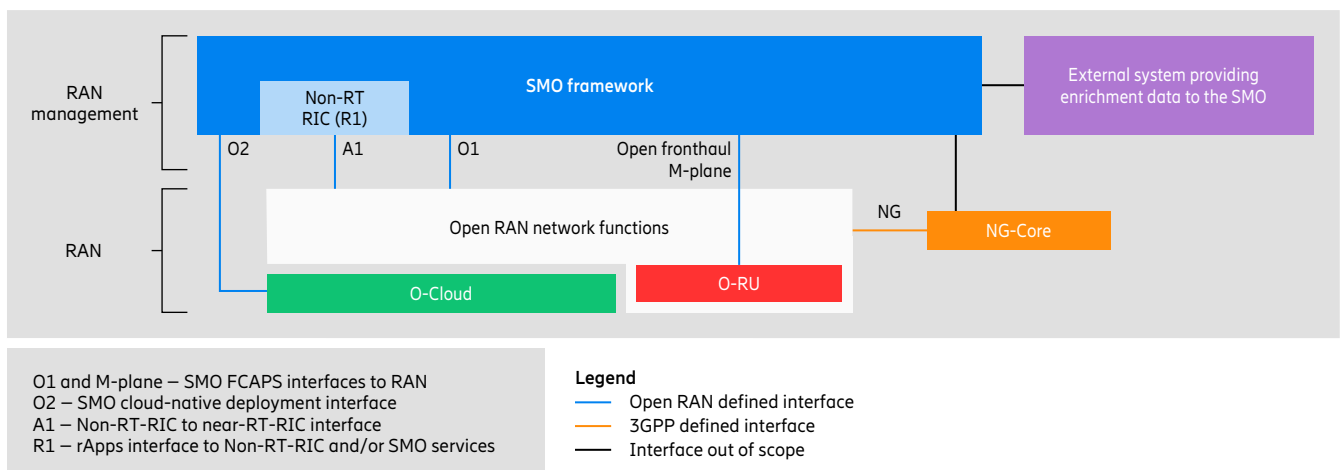 RAN
management
SMO framework
Non-RT
RIC (R1)
External system providing
enrichment data to the SMO
O2
A1
O1
Open fronthaul
M-plane
RAN
Open RAN network functions
NG
NG-Core
O-Cloud
O-RU
O1 and M-plane – SMO FCAPS interfaces to RAN
O2 – SMO cloud-native deployment interface
A1 – Non-RT-RIC to near-RT-RIC interface
R1 – rApps interface to Non-RT-RIC and/or SMO services
Legend
Open RAN defined interface
3GPP defined interface
Interface out of scope